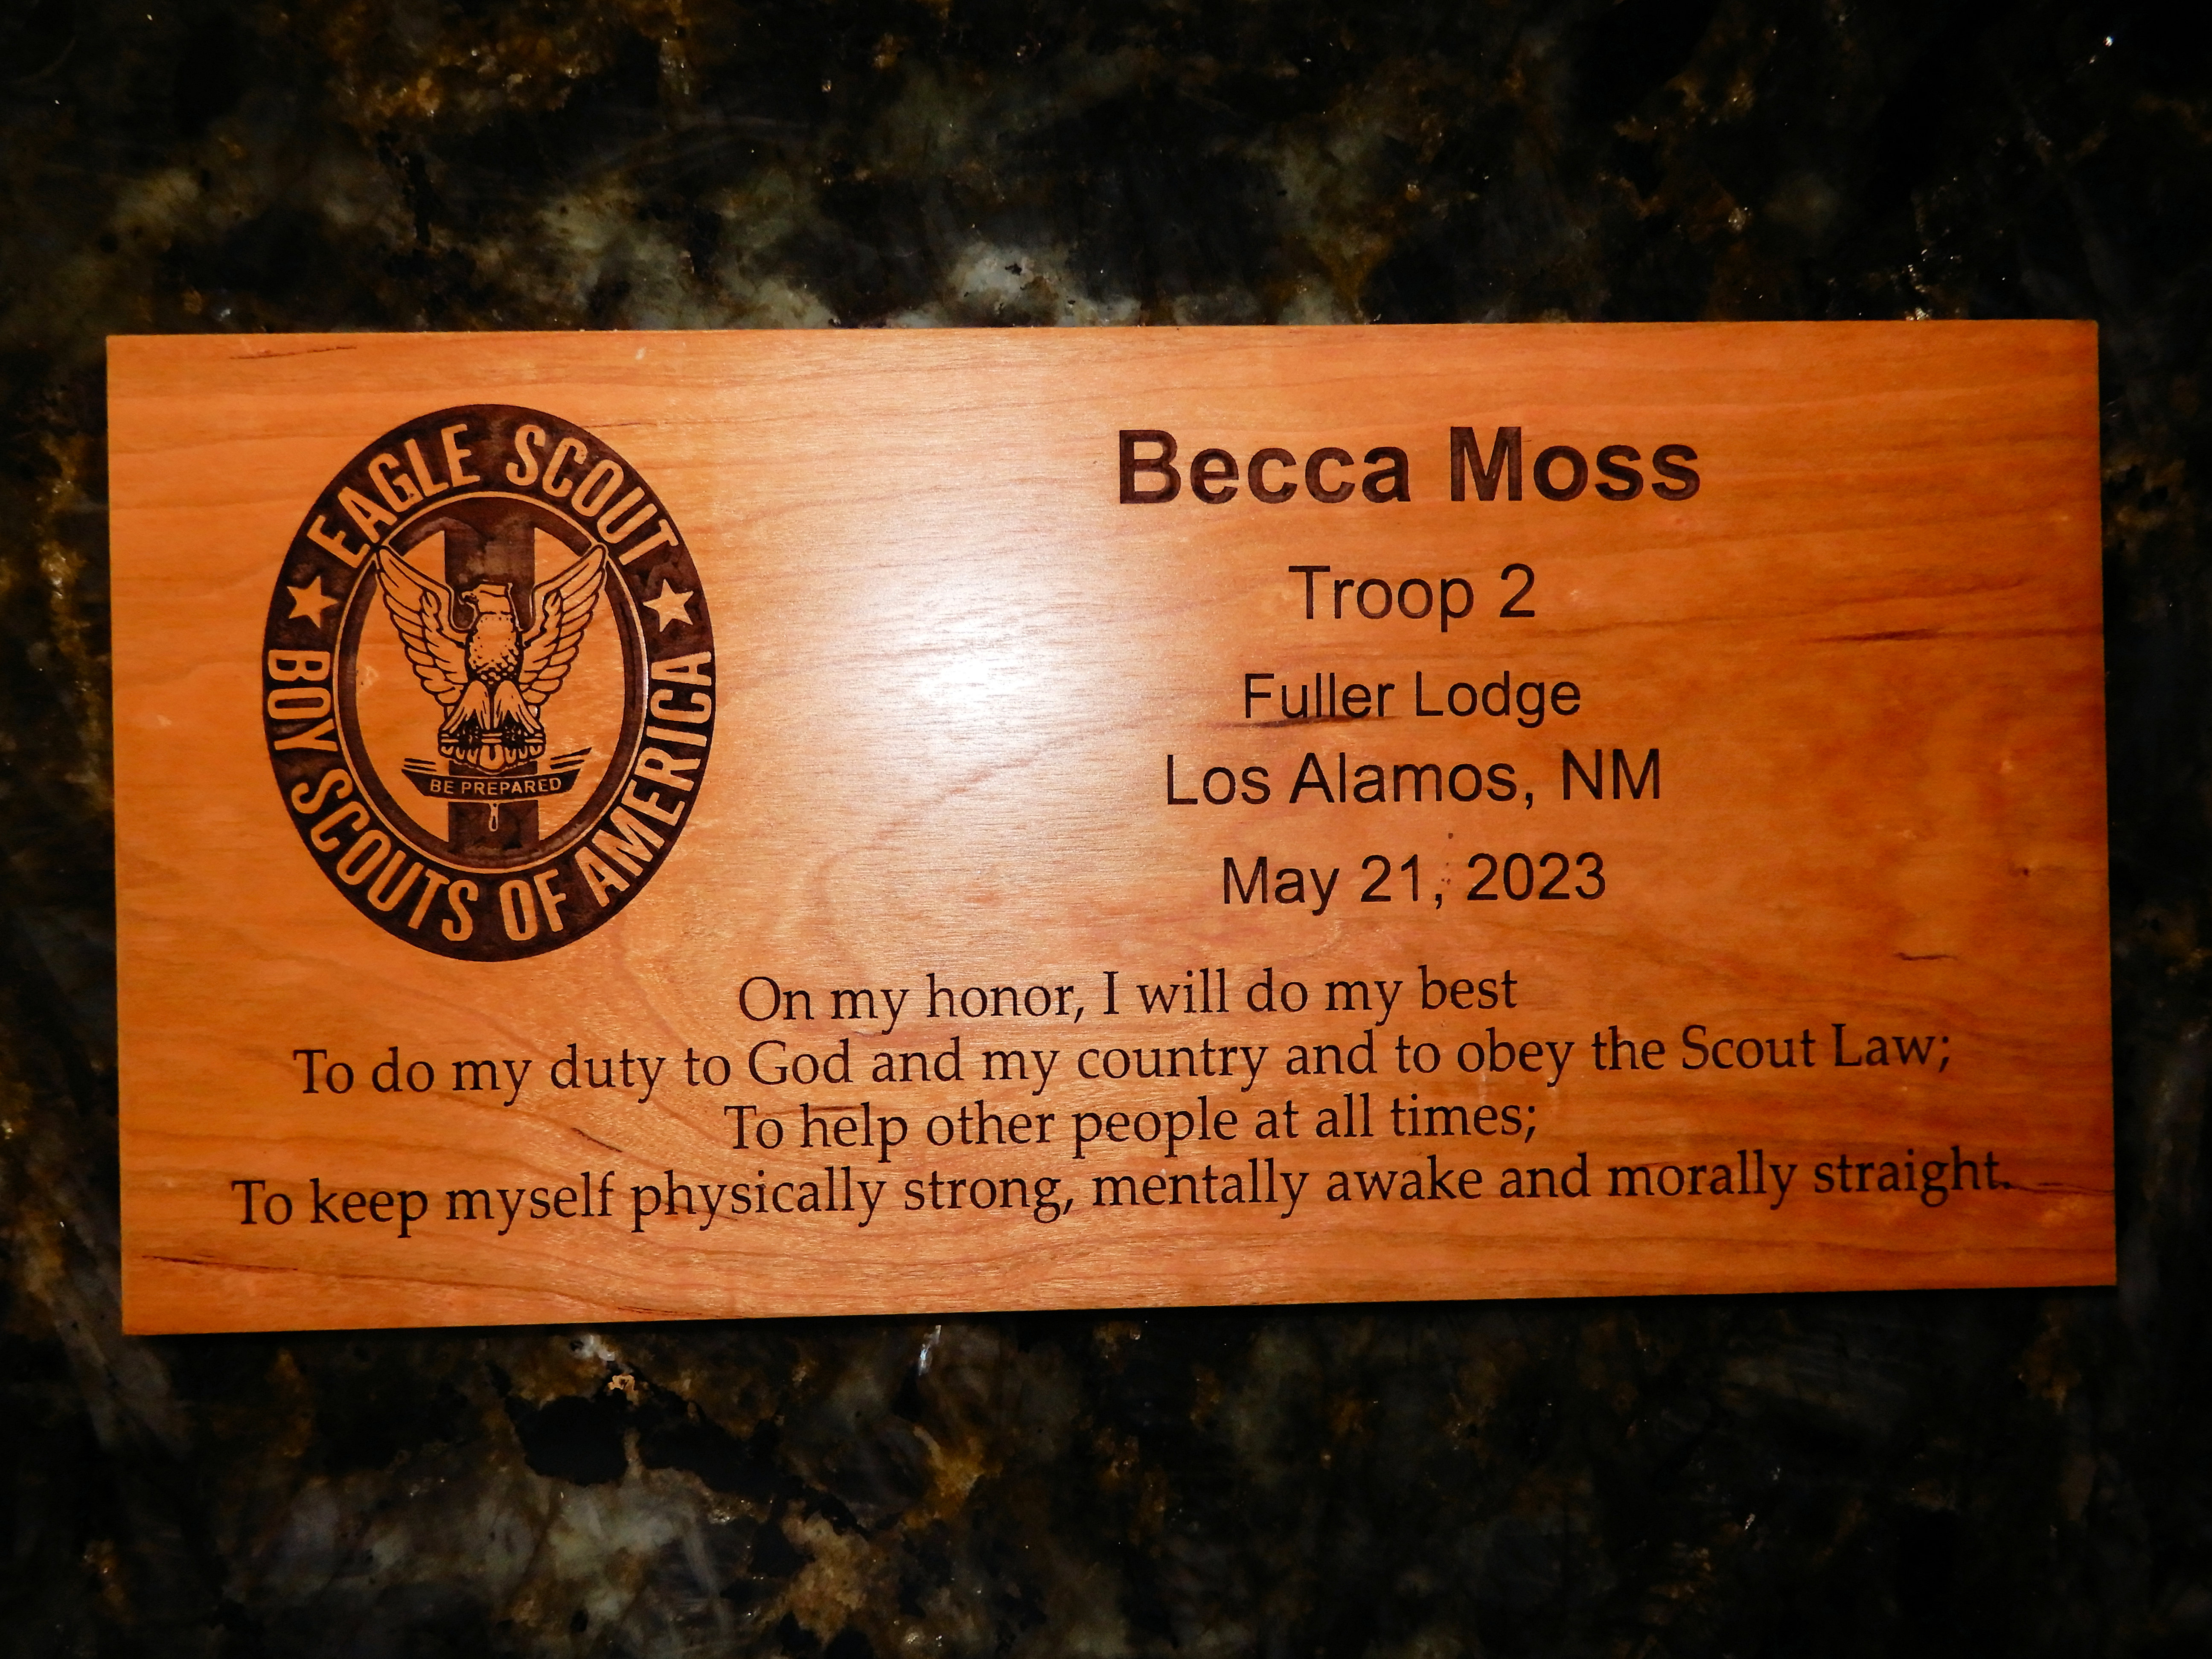 EAGLE SCOUT
BOY SCOUTS OF AMERICA
BE PREPARED
Becca Moss
Troop 2
Fuller Lodge
Los Alamos, NM
May 21, 2023
On my honor, I will do my best
To do my duty to God and my country and to obey the Scout Law;
To help other people at all times;
To keep myself physically strong, mentally awake and morally straight.